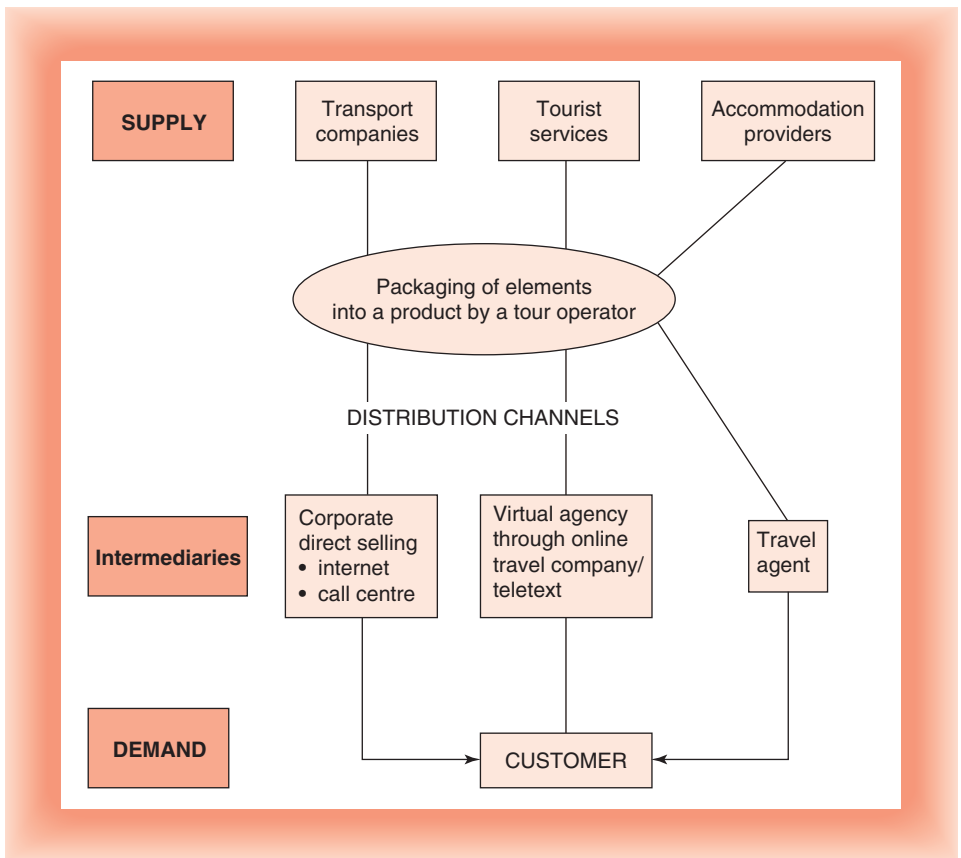 SUPPLY
Transport
companies
Tourist
services
Accommodation
providers
Packaging of elements
into a product by a tour operator
DISTRIBUTION CHANNELS
Intermediaries
Corporate
direct selling
• internet
• call centre
Virtual agency
through online
travel company/
teletext
Travel
agent
DEMAND
CUSTOMER